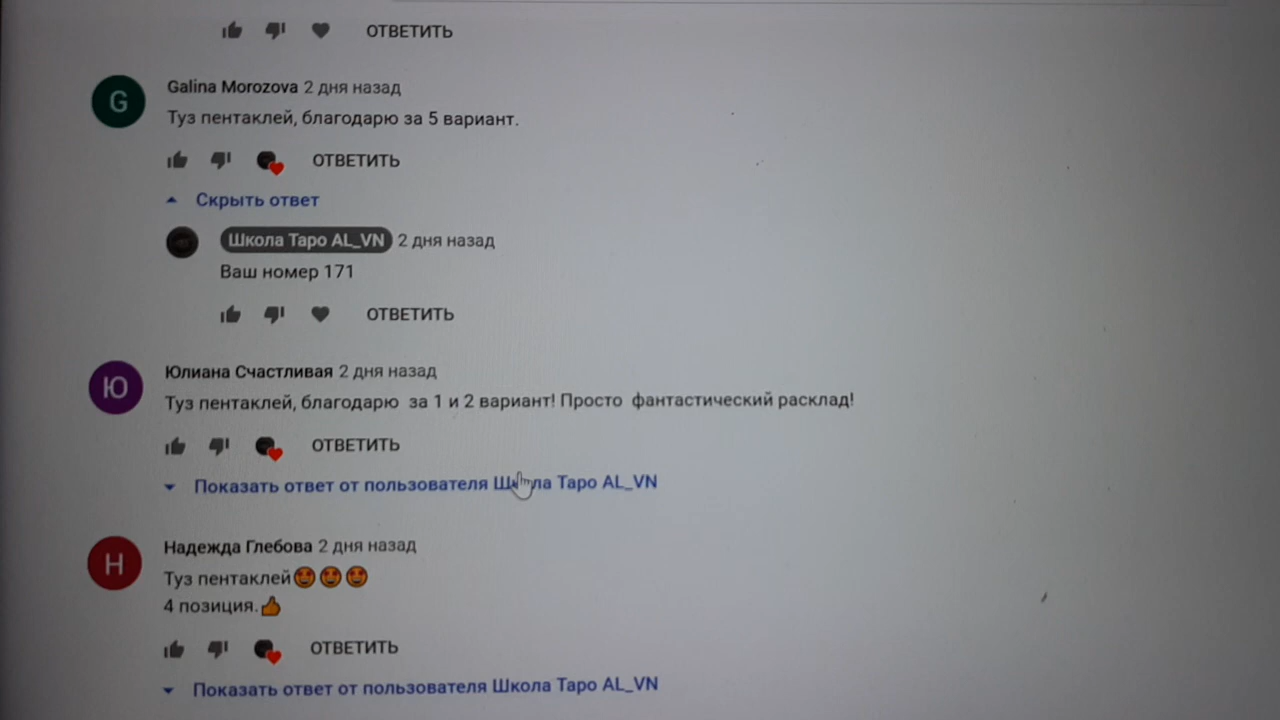 ОТВЕТИТЬ
G
Galina Morozova 2 дня назад
Туз пентаклей, благодарю за 5 вариант.
ОТВЕТИТЬ
Скрыть ответ
Школа Таро AL_VN 2 дня назад
Ваш номер 171
ОТВЕТИТЬ
Ю
Юлиана Счастливая 2 дня назад
Туз пентаклей, благодарю за 1 и 2 вариант! Просто фантастический расклад!
ОТВЕТИТЬ
Показать ответ от пользователя Школа Таро AL_VN
Н
Надежда Глебова 2 дня назад
Туз пентаклей😍😍😍
4 позиция.👍
ОТВЕТИТЬ
Показать ответ от пользователя Школа Таро AL_VN